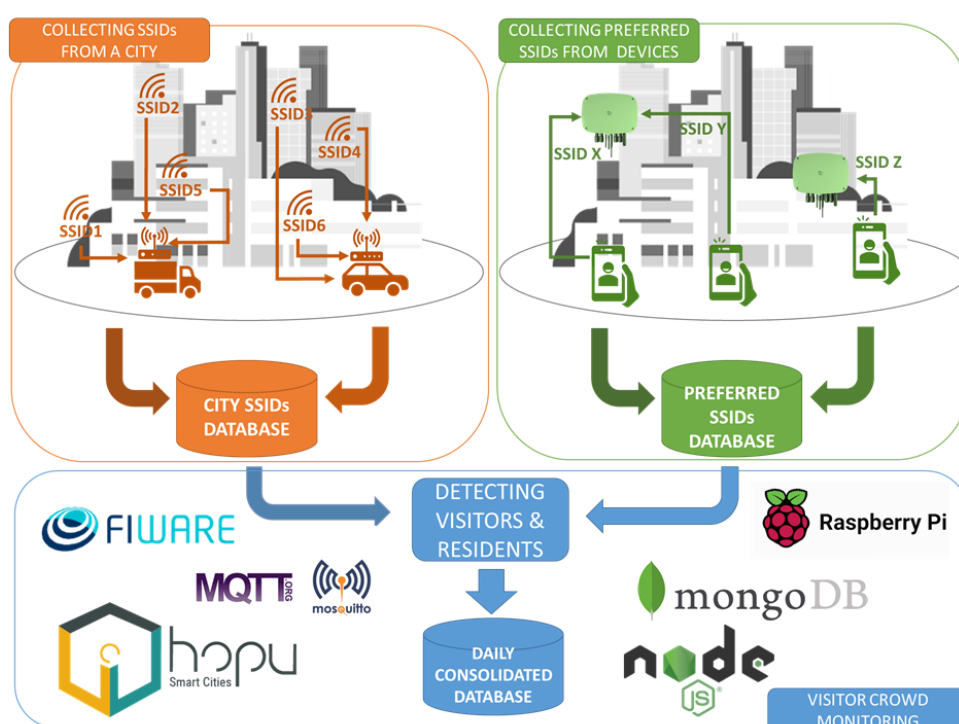 COLLECTING SSIDs
FROM A CITY
COLLECTING PREFERRED
SSIDs FROM DEVICES
SSID2
SSID3
SSID4
SSID5
SSID1
SSID6
SSID Y
SSID X
SSID Z
CITY SSIDs
DATABASE
PREFERRED
SSIDs
DATABASE
DETECTING
VISITORS &
RESIDENTS
FIWARE
Raspberry Pi
MQTT.ORG
mosquitto
mongoDB
hopu
Smart Cities
node
JS®
DAILY
CONSOLIDATED
DATABASE
VISITOR CROWD
MONITORING